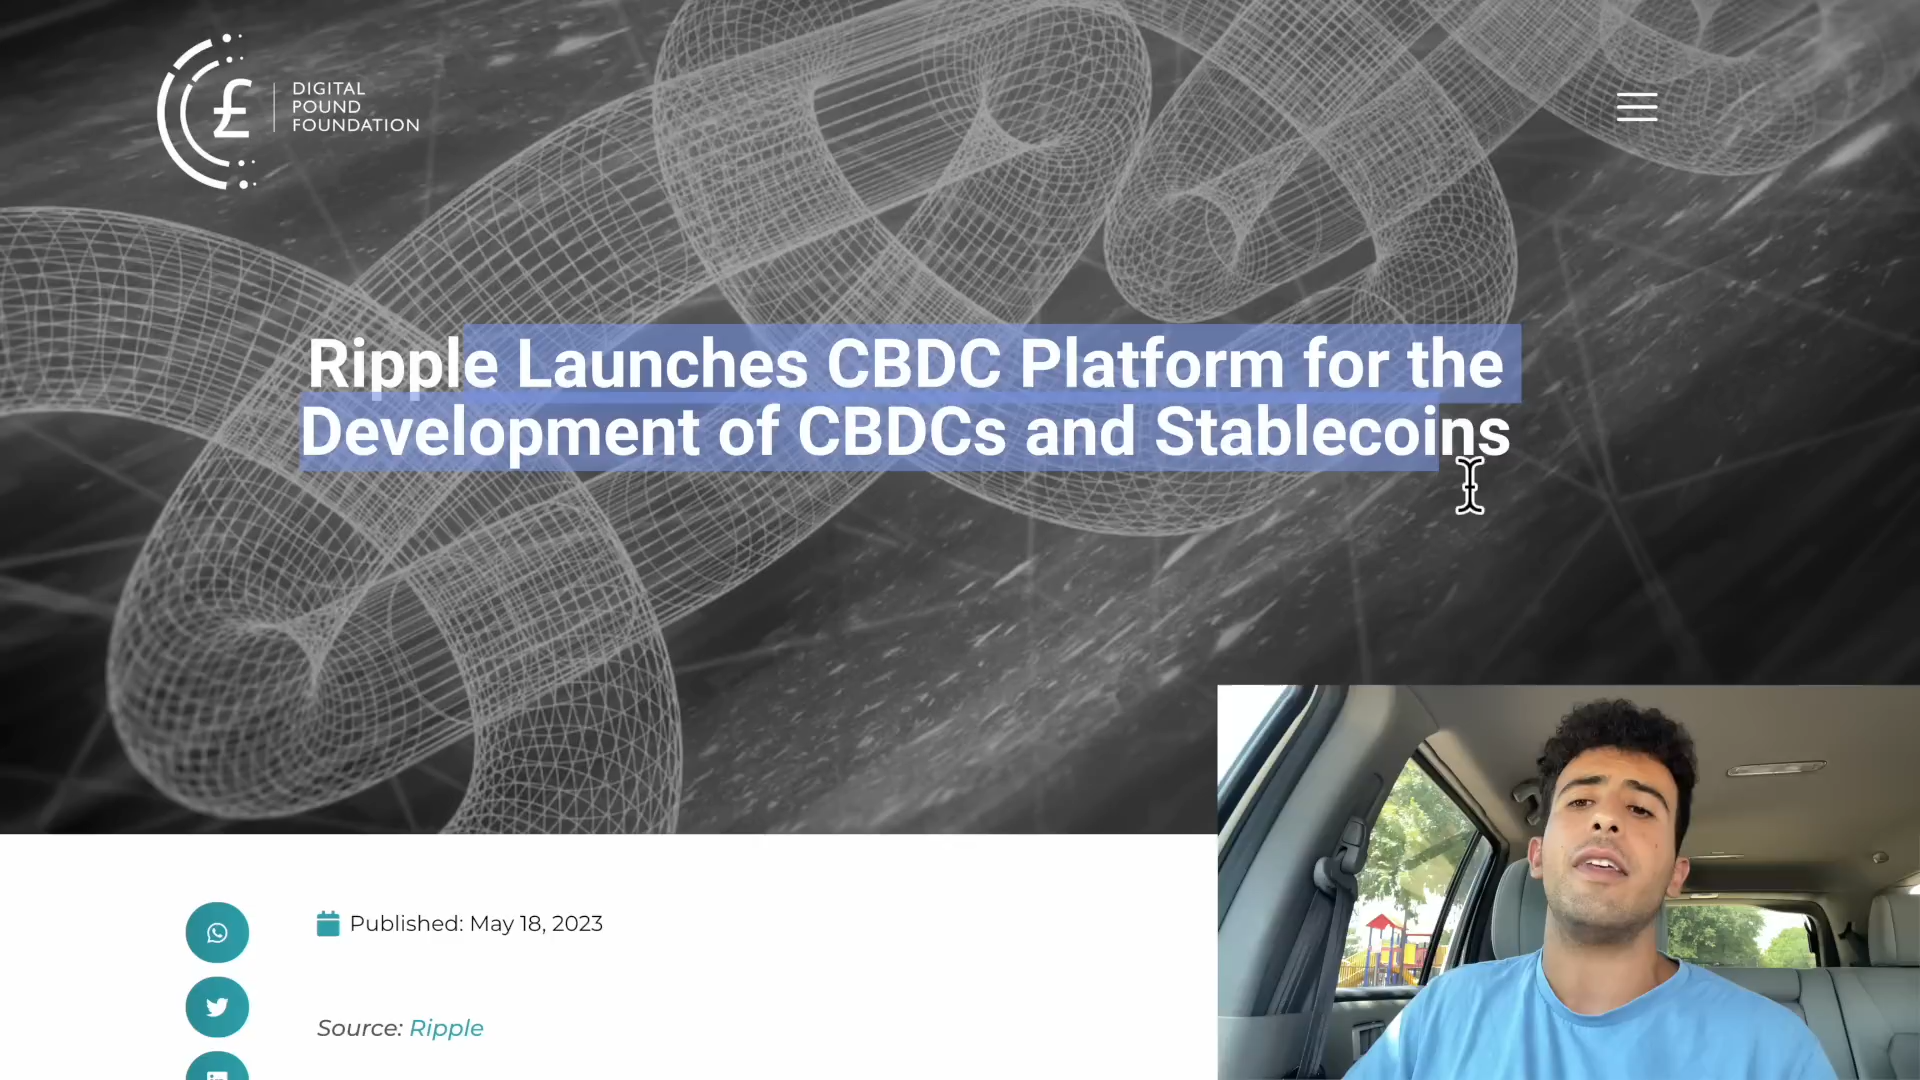 DIGITAL
POUND
FOUNDATION
Ripple Launches CBDC Platform for the
Development of CBDCs and Stablecoins
Published: May 18, 2023
Source: Ripple